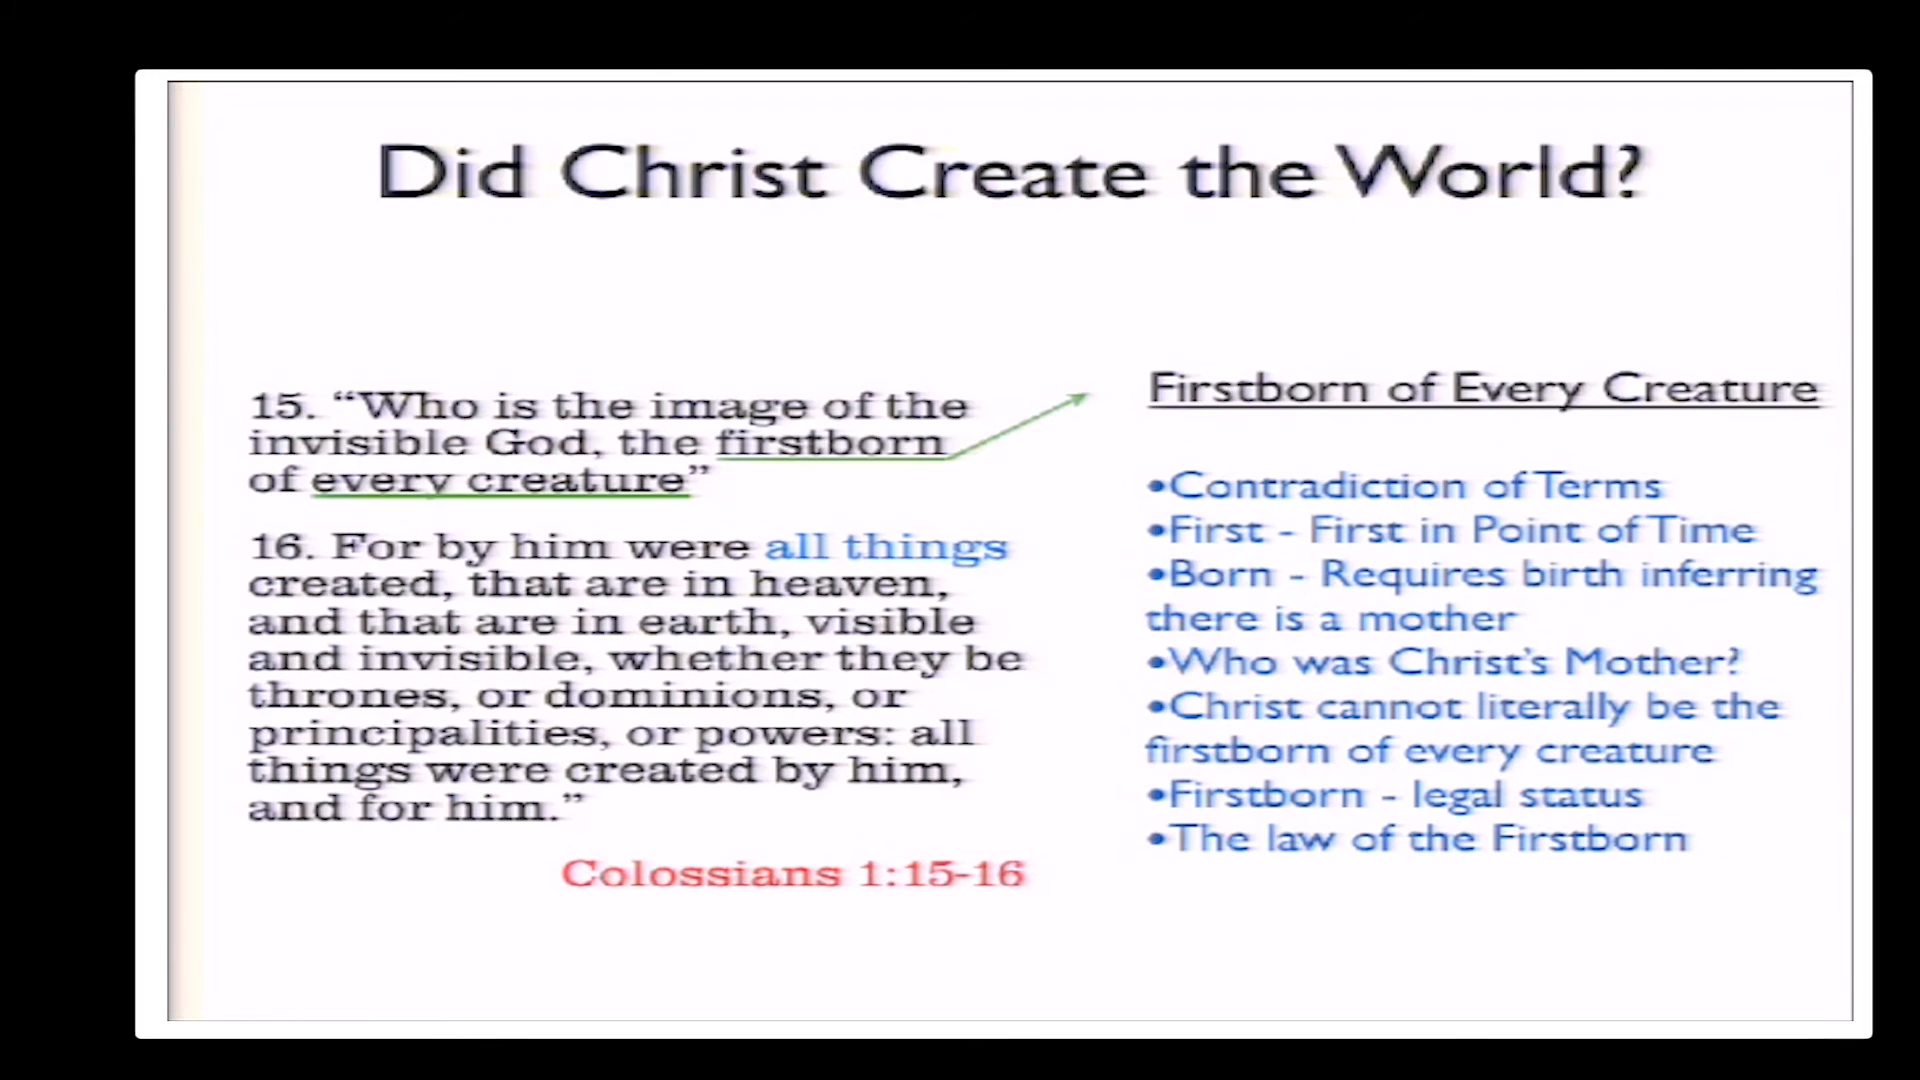 Did Christ Create the World?
15. “Who is the image of the
invisible God, the firstborn
of every creature”
16. For by him were all things
created, that are in heaven,
and that are in earth, visible
and invisible, whether they be
thrones, or dominions, or
principalities, or powers: all
things were created by him,
and for him.”
Colossians 1:15-16
Firstborn of Every Creature
•Contradiction of Terms
•First - First in Point of Time
•Born - Requires birth inferring
there is a mother
•Who was Christ’s Mother?
•Christ cannot literally be the
firstborn of every creature
•Firstborn - legal status
•The law of the Firstborn